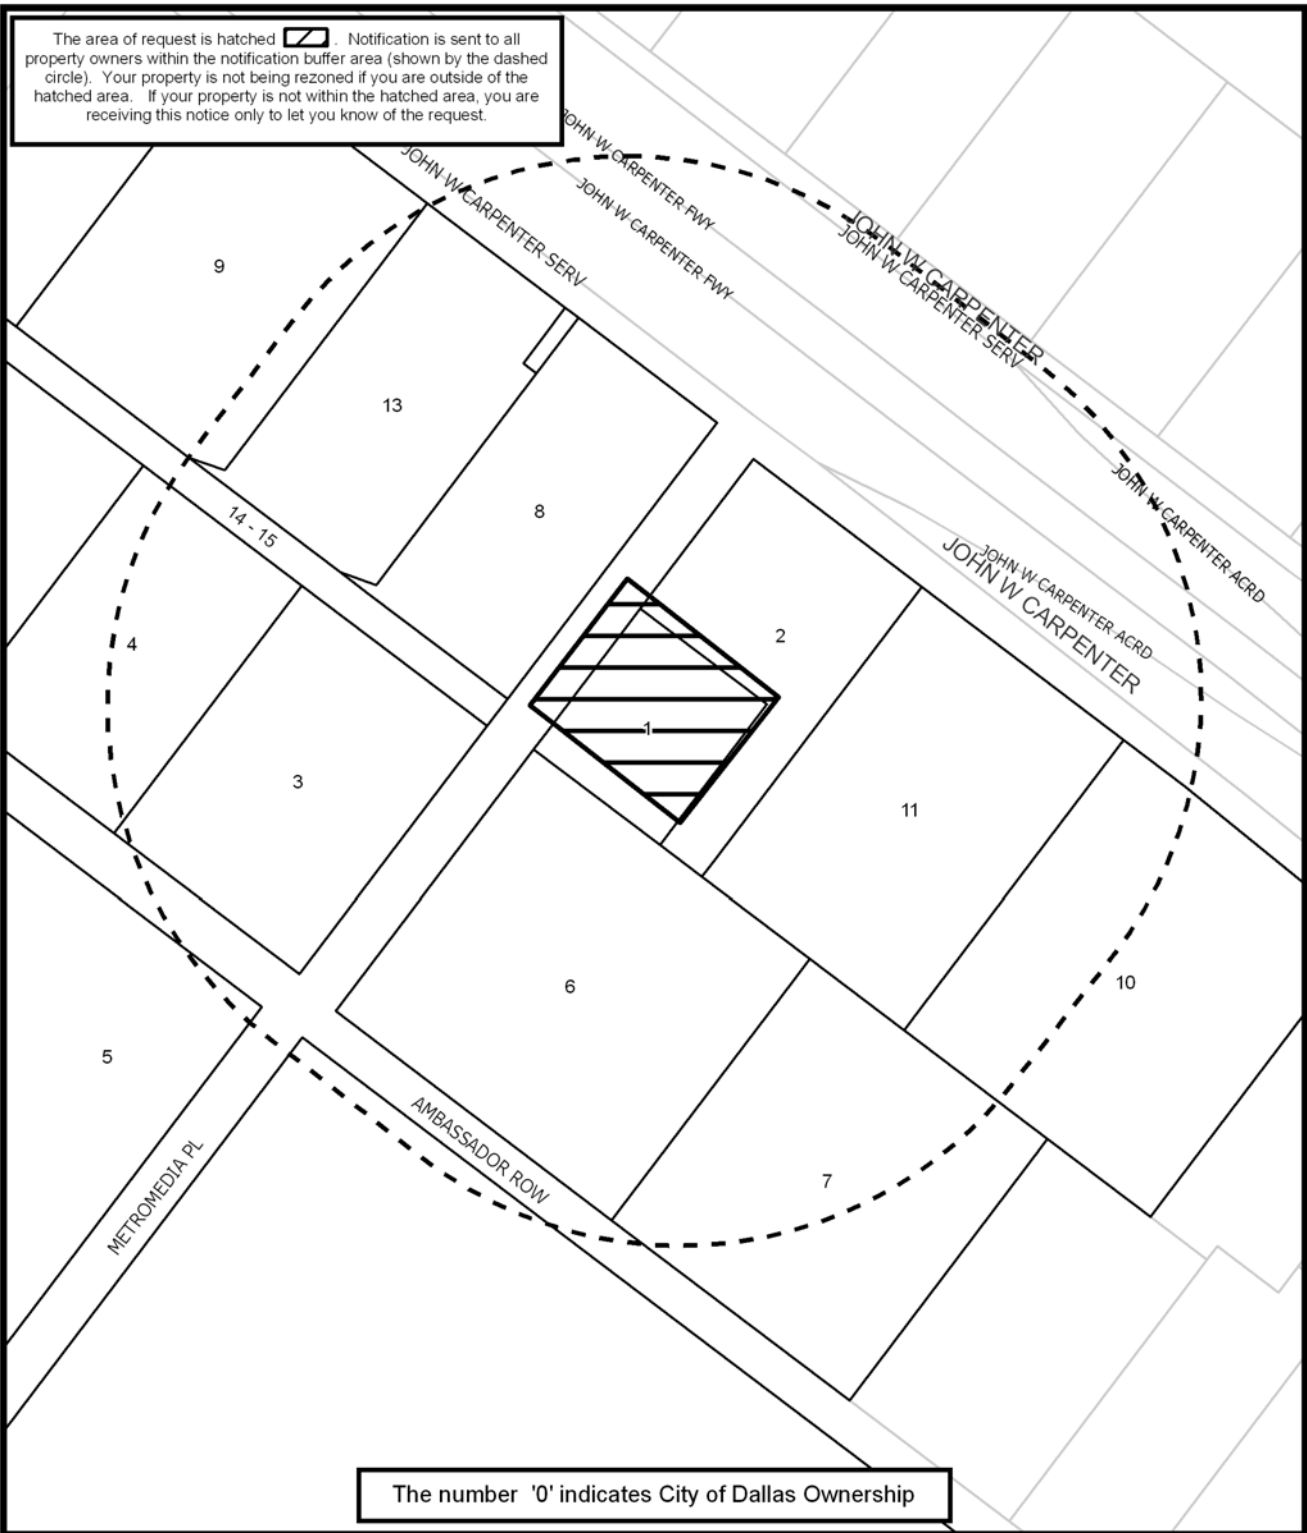 The area of request is hatched . Notification is sent to all
property owners within the notification buffer area (shown by the dashed
circle). Your property is not being rezoned if you are outside of the
hatched area. If your property is not within the hatched area, you are
receiving this notice only to let you know of the request.
JOHN W CARPENTER FWY
JOHN W CARPENTER SERV
JOHN W CARPENTER FWY
JOHN W CARPENTER
JOHN W CARPENTER SERV
9
13
JOHN W CARPENTER ACRD
8
14 - 15
JOHN W CARPENTER ACRD
JOHN W CARPENTER
2
4
1
3
11
6
10
5
AMBASSADOR ROW
METROMEDIA PL
7
The number '0' indicates City of Dallas Ownership